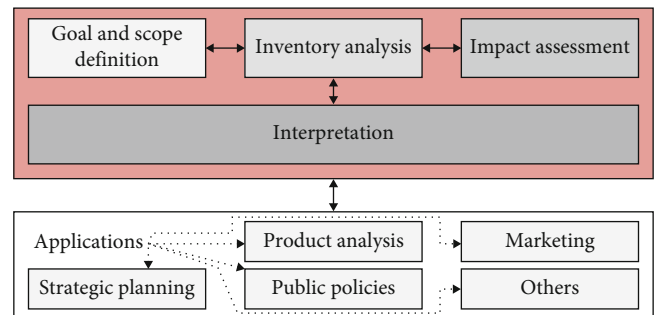 Goal and scope
definition
Inventory analysis
Impact assessment
Interpretation
Applications
Product analysis
Marketing
Strategic planning
Public policies
Others